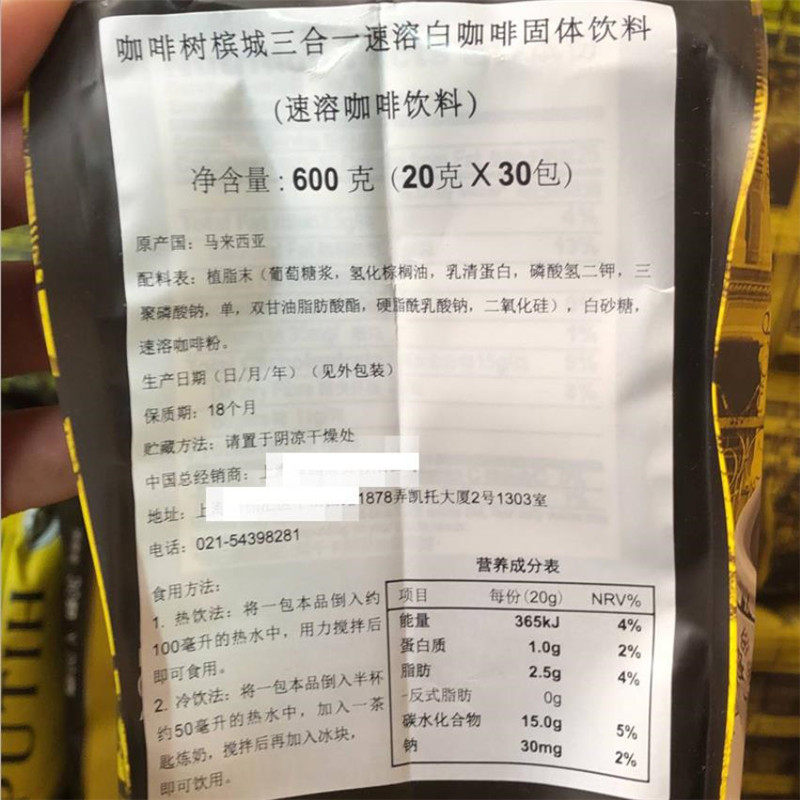 咖啡树槟城三合一速溶白咖啡固体饮料
(速溶咖啡饮料)
净含量:600 克(20克 X 30包)
原产国:马来西亚
配料表:植脂末(葡萄糖浆,氢化棕榈油,乳清蛋白,磷酸氢二钾,三
聚磷酸钠,单,双甘油脂肪酸酯,硬脂酰乳酸钠,二氧化硅),白砂糖,
速溶咖啡粉。
生产日期(日/月/年)(见外包装)
保质期:18个月
贮藏方法:请置于阴凉干燥处
中国总经销商:上
地址:上 1878弄凯托大厦2号1303室
电话:021-54398281
食用方法:
1. 热饮法:将一包本品倒入约
100毫升的热水中,用力搅拌后
即可食用。
2. 冷饮法:将一包本品倒入半杯
约50毫升的热水中,加入一茶
匙炼奶,搅拌后再加入冰块,
即可饮用。
营养成分表
项目 每份(20g) NRV%
能量 365kJ 4%
蛋白质 1.0g 2%
脂肪 2.5g 4%
-反式脂肪 0g
碳水化合物 15.0g 5%
钠 30mg 2%